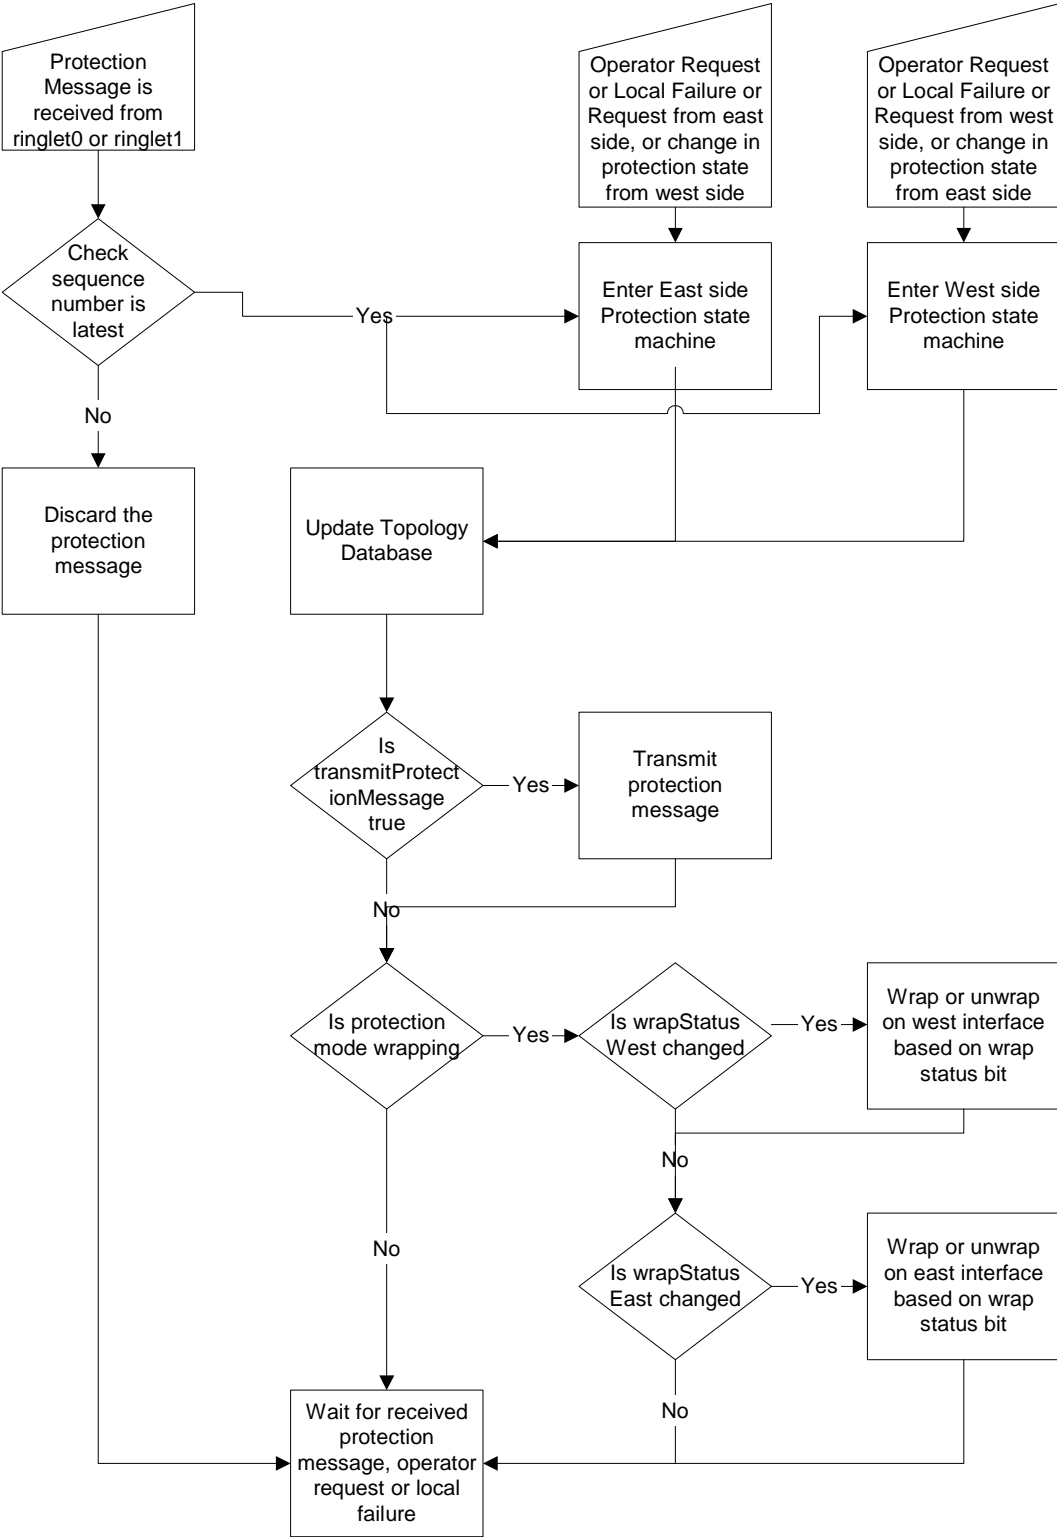 Protection
Message is
received from
ringlet0 or ringlet1
Operator Request
or Local Failure or
Request from east
side, or change in
protection state
from west side
Operator Request
or Local Failure or
Request from west
side, or change in
protection state
from east side
Check
sequence
number is
latest
Yes
Enter East side
Protection state
machine
Enter West side
Protection state
machine
No
Discard the
protection
message
Update Topology
Database
Is
transmitProtect
ionMessage
true
Yes
Transmit
protection
message
No
Is protection
mode wrapping
Yes
Is wrapStatus
West changed
Yes
Wrap or unwrap
on west interface
based on wrap
status bit
No
No
Is wrapStatus
East changed
Yes
Wrap or unwrap
on east interface
based on wrap
status bit
No
Wait for received
protection
message, operator
request or local
failure